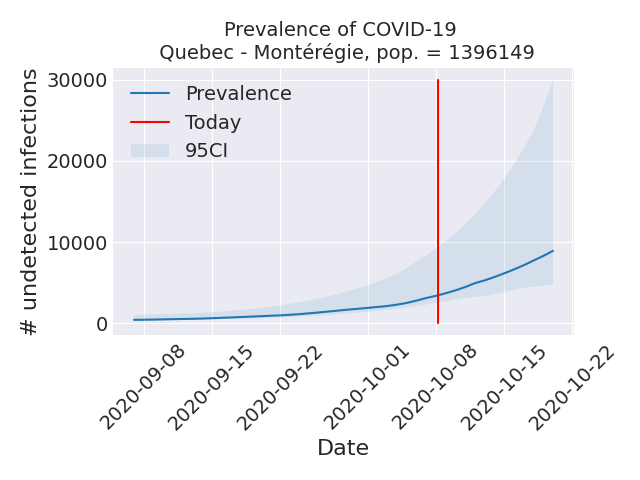 Prevalence of COVID-19
Quebec - Montérégie, pop. = 1396149
# undetected infections
30000
20000
10000
0
Prevalence
Today
95CI
2020-09-08
2020-09-15
2020-09-22
2020-10-01
2020-10-08
2020-10-15
2020-10-22
Date